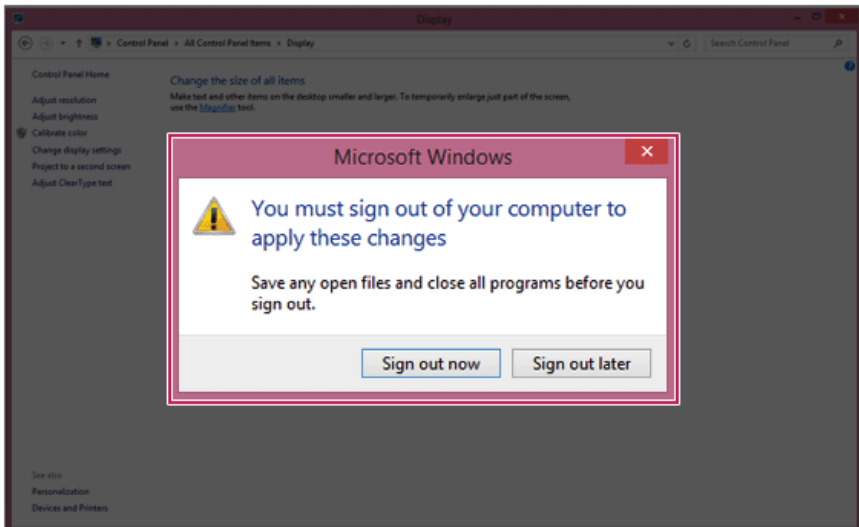 Display
Control Panel › All Control Panel Items › Display
Search Control Panel
Control Panel Home
Adjust resolution
Adjust brightness
Calibrate color
Change display settings
Project to a second screen
Adjust ClearType text
Change the size of all items
Make text and other items on the desktop smaller and larger. To temporarily enlarge just part of the screen,
use the Magnifier tool.
Microsoft Windows
You must sign out of your computer to
apply these changes
Save any open files and close all programs before you
sign out.
Sign out now
Sign out later
See also
Personalization
Devices and Printers